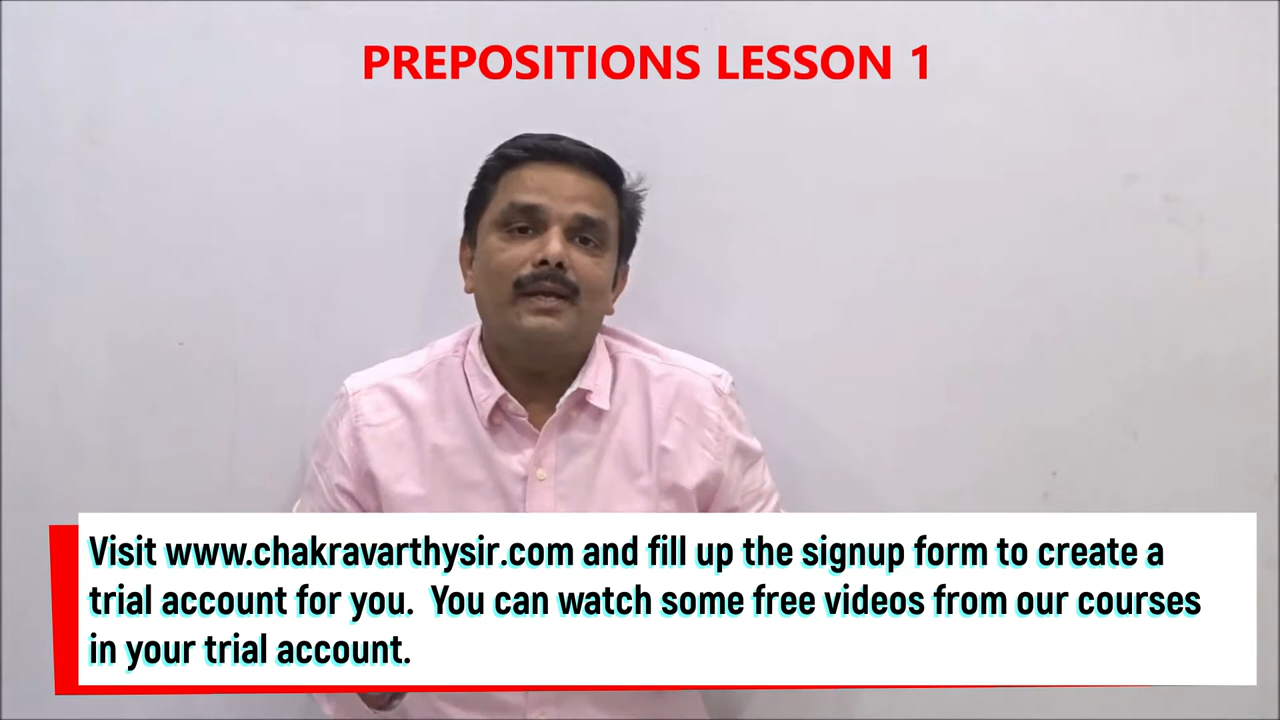 PREPOSITIONS LESSON 1
Visit www.chakravarthysir.com and fill up the signup form to create a
trial account for you.  You can watch some free videos from our courses
in your trial account.